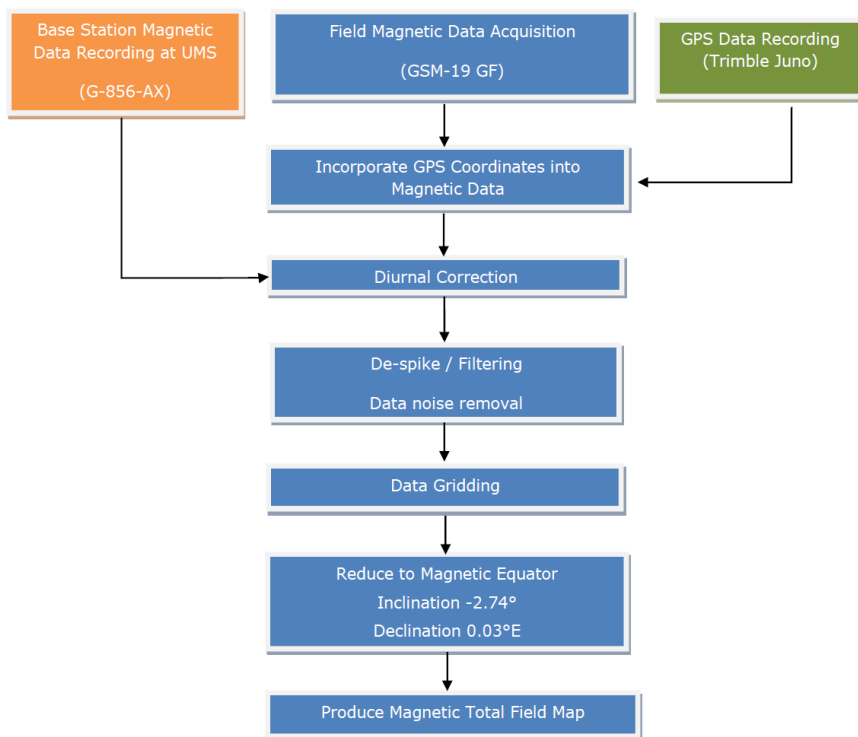 Base Station Magnetic
Data Recording at UMS
(G-856-AX)
Field Magnetic Data Acquisition
(GSM-19 GF)
GPS Data Recording
(Trimble Juno)
Incorporate GPS Coordinates into
Magnetic Data
Diurnal Correction
De-spike / Filtering
Data noise removal
Data Gridding
Reduce to Magnetic Equator
Inclination -2.74°
Declination 0.03°E
Produce Magnetic Total Field Map